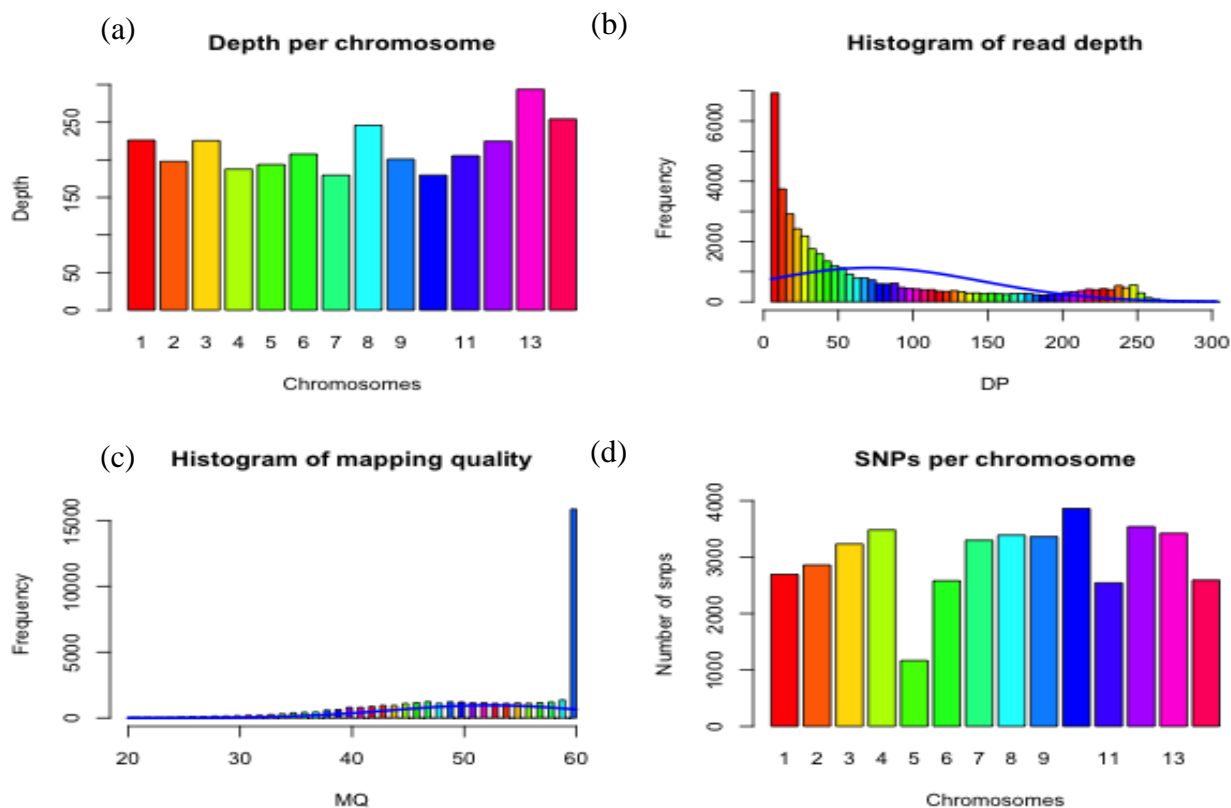 (a)
Depth per chromosome
Depth
0 50 150 250
1 2 3 4 5 6 7 8 9 11 13
Chromosomes
(b)
Histogram of read depth
Frequency
0 2000 4000 6000
0 50 100 150 200 250 300
DP
(c)
Histogram of mapping quality
Frequency
0 5000 10000 15000
20 30 40 50 60
MQ
(d)
SNPs per chromosome
Number of snps
0 1000 2000 3000 4000
1 2 3 4 5 6 7 8 9 11 13
Chromosomes